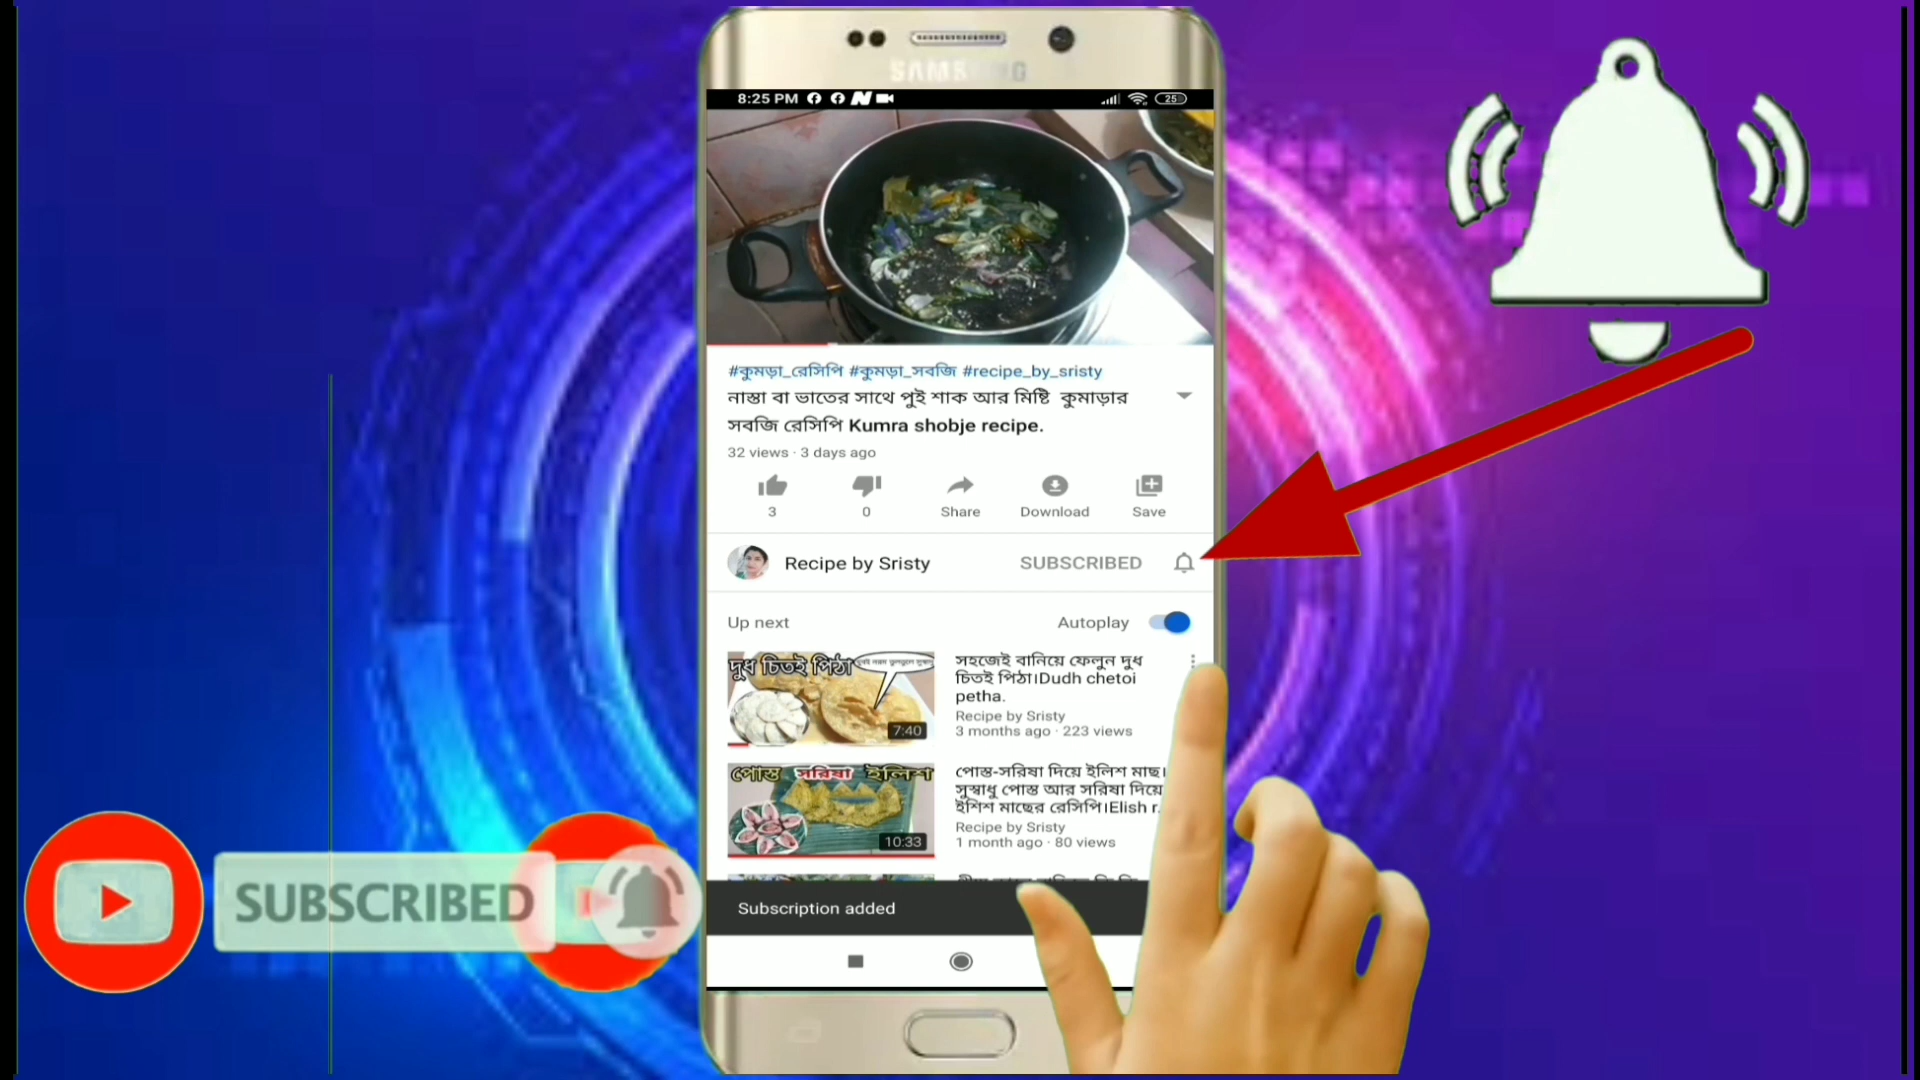 SAMSUNG
8:25 PM
25
#কুমড়া_রেসিপি #কুমড়া_সবজি #recipe_by_sristy
নাস্তা বা ভাতের সাথে পুই শাক আর মিষ্টি কুমাড়ার
সবজি রেসিপি Kumra shobje recipe.
32 views · 3 days ago
3
0
Share
Download
Save
Recipe by Sristy
SUBSCRIBED
Up next
Autoplay
দুধ চিতই পিঠা
7:40
সহজেই বানিয়ে ফেলুন দুধ
চিতই পিঠা।Dudh chetoi
petha.
Recipe by Sristy
3 months ago · 223 views
পোস্ত সরিষা ইলিশ
10:33
পোস্ত-সরিষা দিয়ে ইলিশ মাছ।
সুস্বাধু পোস্ত আর সরিষা দিয়ে
ইশিশ মাছের রেসিপি।Elish r.
Recipe by Sristy
1 month ago · 80 views
Subscription added
SUBSCRIBED